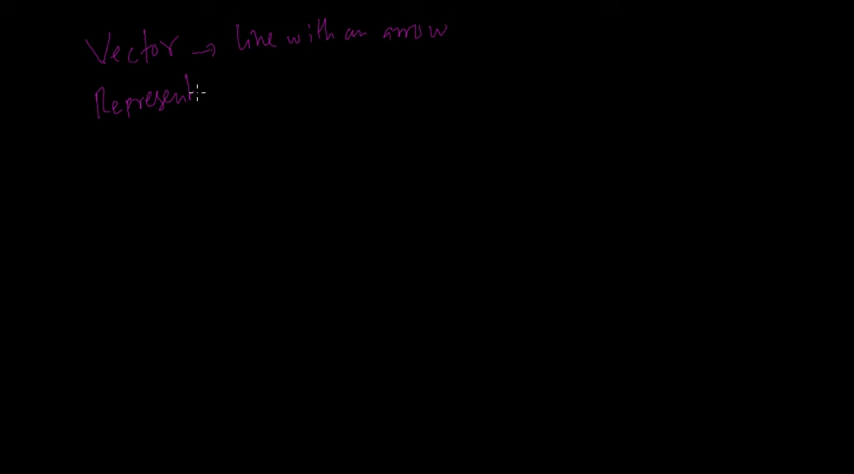 Vector → line with an arrow
Represent